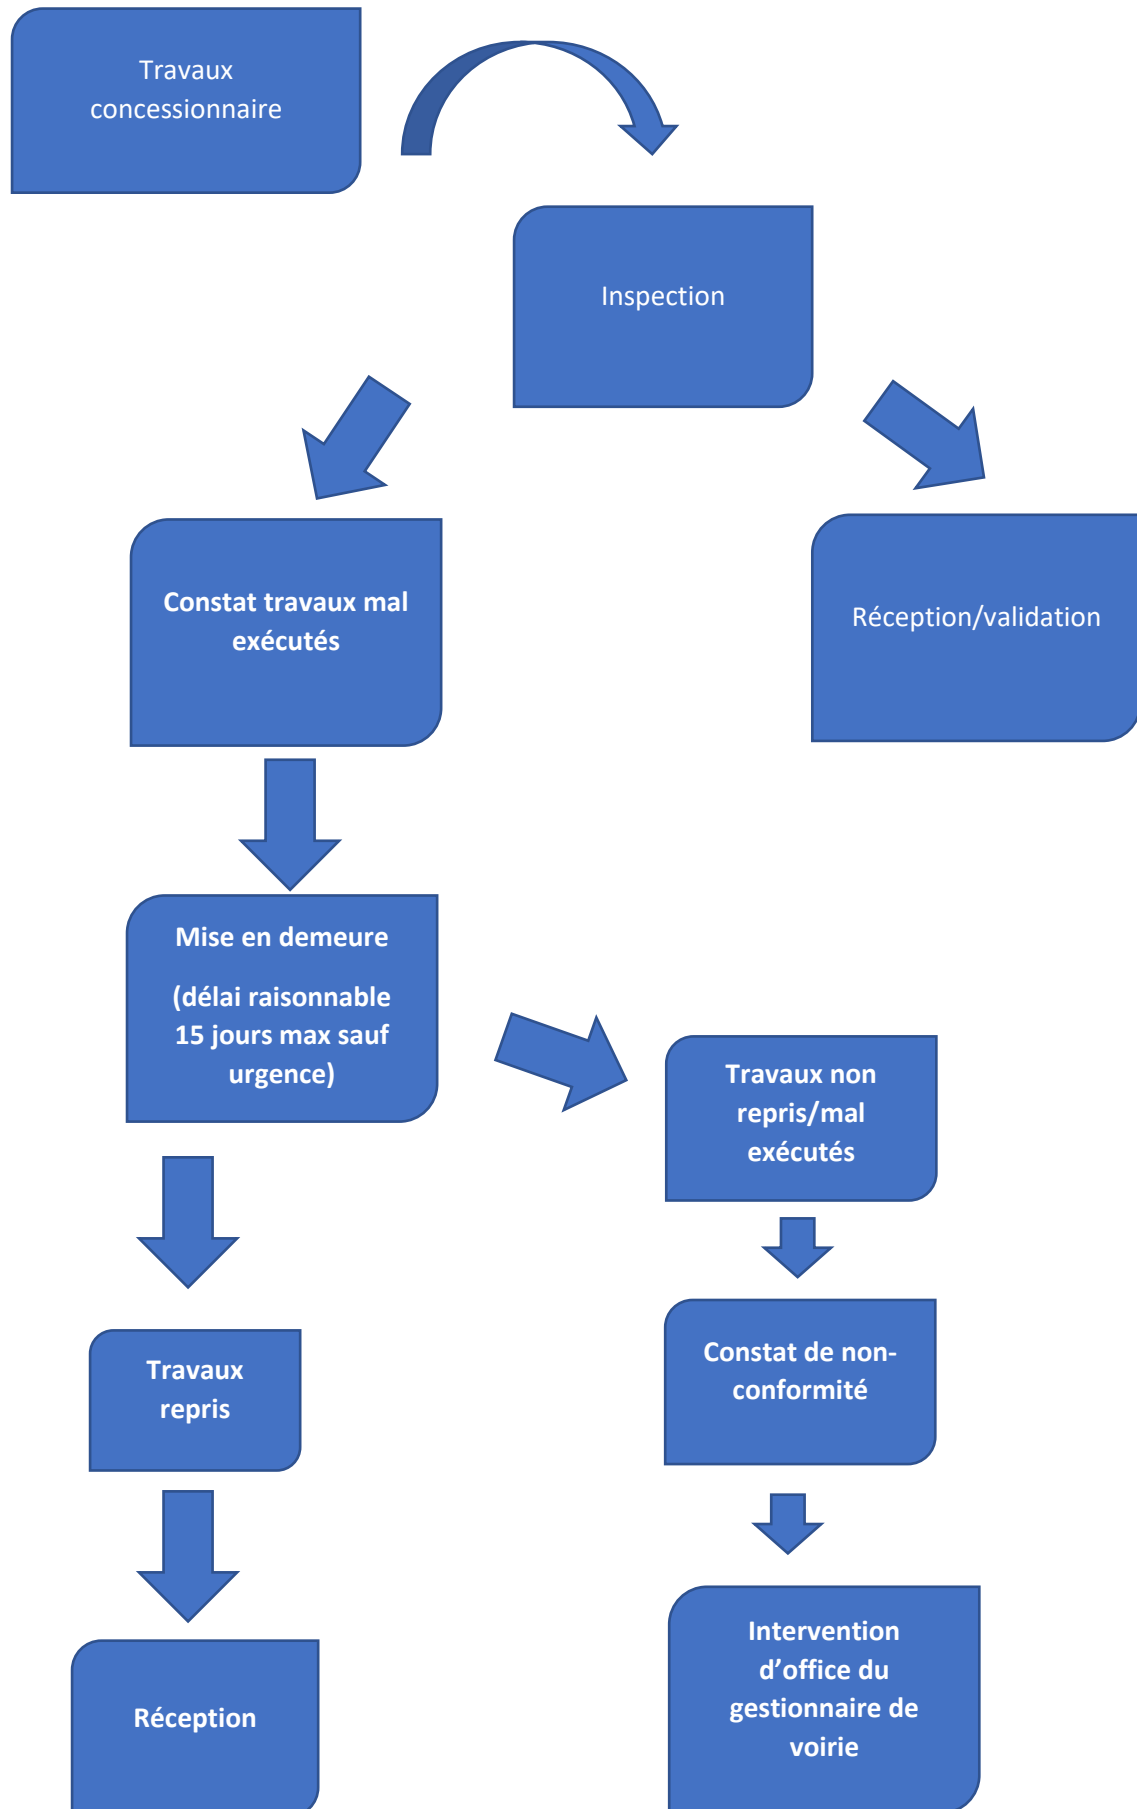 Travaux
concessionnaire
Inspection
Constat travaux mal
exécutés
Réception/validation
Mise en demeure
(délai raisonnable
15 jours max sauf
urgence)
Travaux non
repris/mal
exécutés
Constat de non-
conformité
Travaux
repris
Intervention
d’office du
gestionnaire de
voirie
Réception